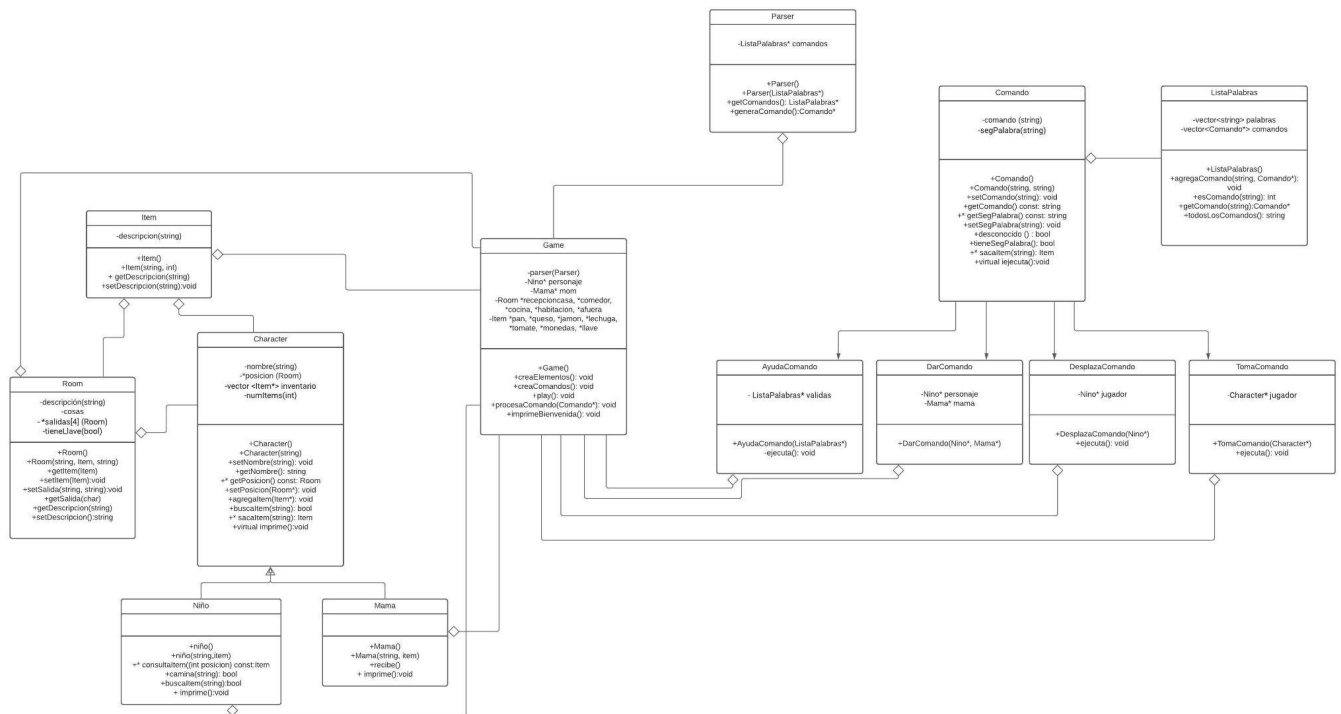 Parser
-ListaPalabras* comandos
+Parser()
+Parser(ListaPalabras*)
+getComandos(): ListaPalabras*
+generaComando():Comando*
Comando
-comando (string)
-segPalabra(string)
+Comando()
+Comando(string, string)
+setComando(string): void
+getComando() const: string
+* getSegPalabra() const: string
+setSegPalabra(string): void
+desconocido () : bool
+tieneSegPalabra(): bool
+* sacaItem(string): Item
+virtual iejecuta():void
ListaPalabras
-vector<string> palabras
-vector<Comando*> comandos
+ListaPalabras()
+agregaComando(string, Comando*):
void
+esComando(string): int
+getComando(string):Comando*
+todosLosComandos(): string
Item
-descripcion(string)
+Item()
+Item(string, int)
+ getDescripcion(string)
+setDescripcion(string):void
Game
-parser(Parser)
-Nino* personaje
-Mama* mom
-Room *recepcioncasa, *comedor,
*cocina, *habitacion, *afuera
-Item *pan, *queso, *jamon, *lechuga,
*tomate, *monedas, *llave
+Game()
+creaElementos(): void
+creaComandos(): void
+play(): void
+procesaComando(Comando*): void
+imprimeBienvenida(): void
Character
-nombre(string)
-*posicion (Room)
-vector <Item*> inventario
-numItems(int)
+Character()
+Character(string)
+setNombre(string): void
+getNombre(): string
+* getPosicion() const: Room
+setPosicion(Room*): void
+agregaItem(Item*): void
+buscaItem(string): bool
+* sacaItem(string): Item
+virtual imprime():void
Room
-descripción(string)
-cosas
- *salidas[4] (Room)
-tieneLlave(bool)
+Room()
+Room(string, Item, string)
+getItem(Item)
+setItem(Item):void
+setSalida(string, string):void
+getSalida(char)
+getDescripcion(string)
+setDescripcion():string
AyudaComando
- ListaPalabras* validas
+AyudaComando(ListaPalabras*)
-ejecuta(): void
DarComando
-Nino* personaje
-Mama* mama
+DarComando(Nino*, Mama*)
DesplazaComando
-Nino* jugador
+DesplazaComando(Nino*)
+ejecuta(): void
TomaComando
-Character* jugador
+TomaComando(Character*)
+ejecuta(): void
Niño
+niño()
+niño(string,item)
+* consultaItem((int posicion) const:Item
+camina(string): bool
+buscaItem(string):bool
+ imprime():void
Mama
+Mama()
+Mama(string, item)
+recibe()
+ imprime():void